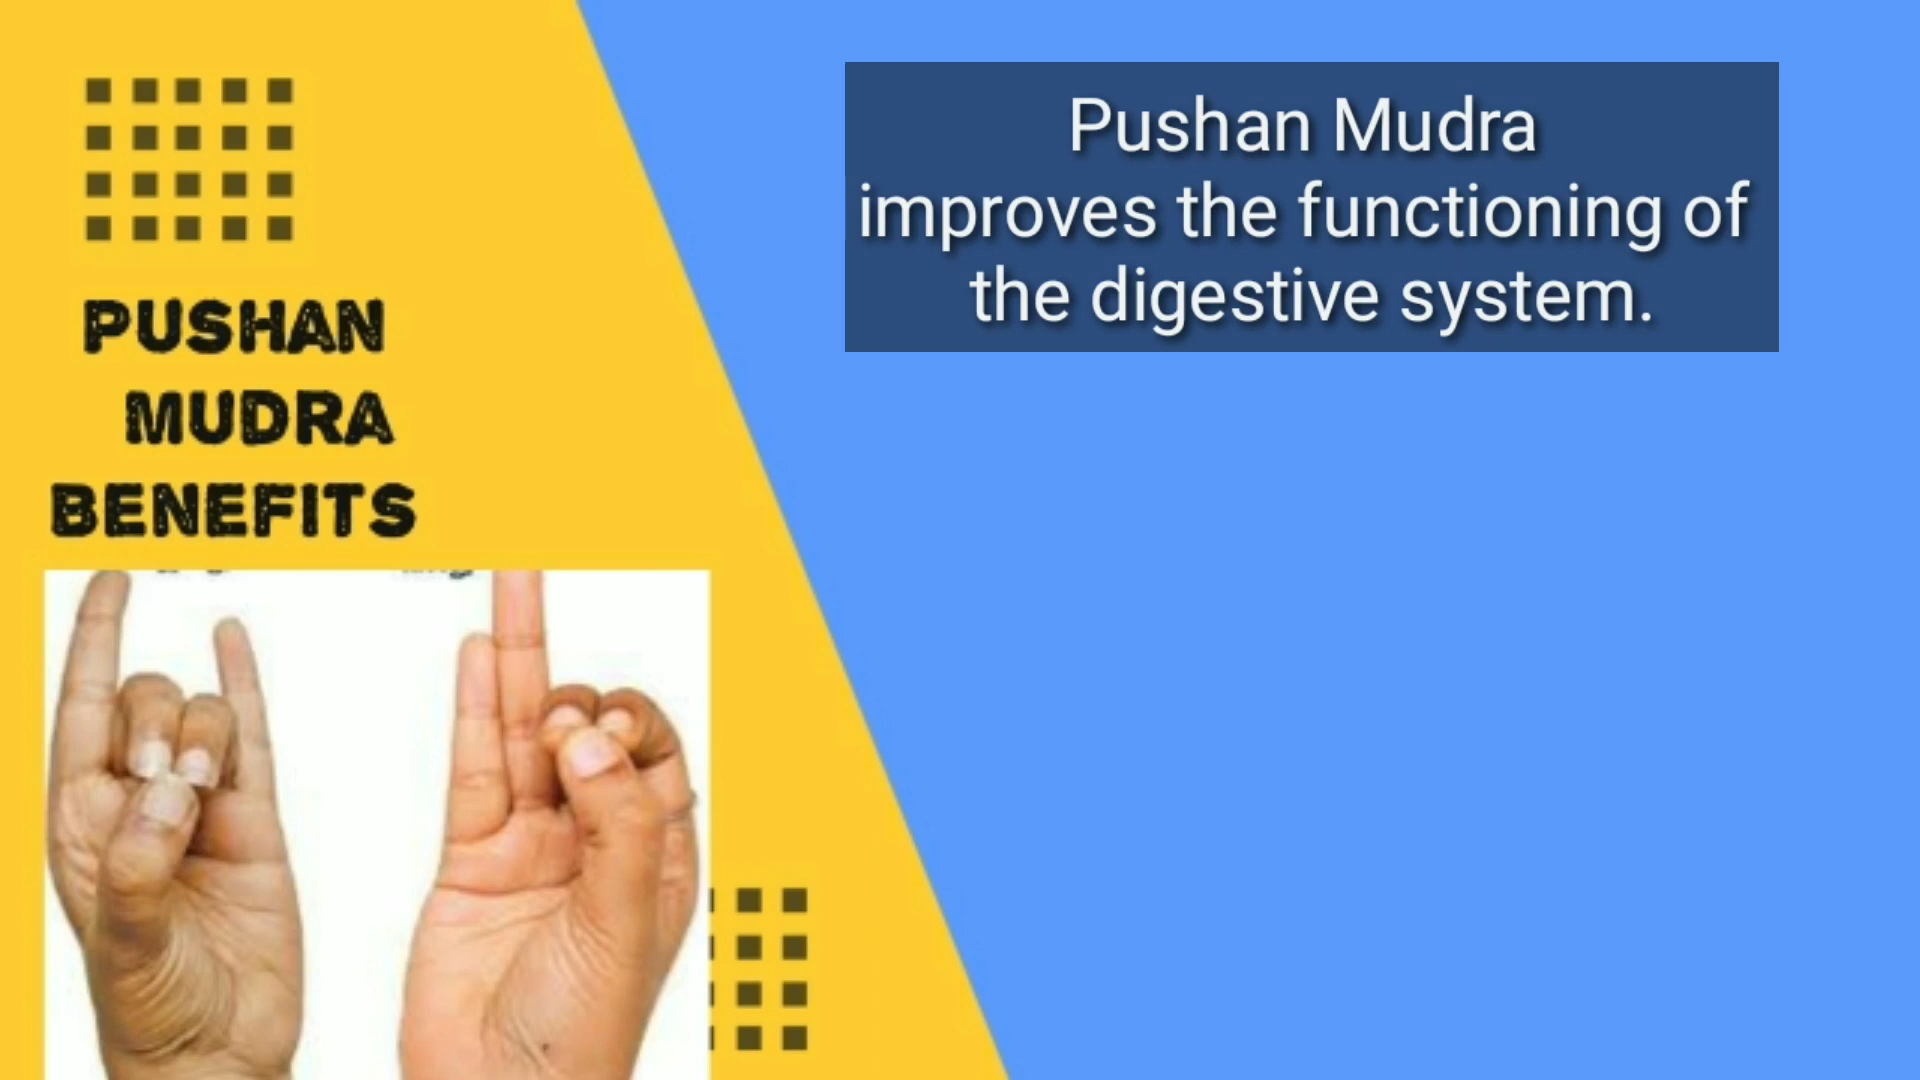 PUSHAN
MUDRA
BENEFITS
Pushan Mudra
improves the functioning of
the digestive system.